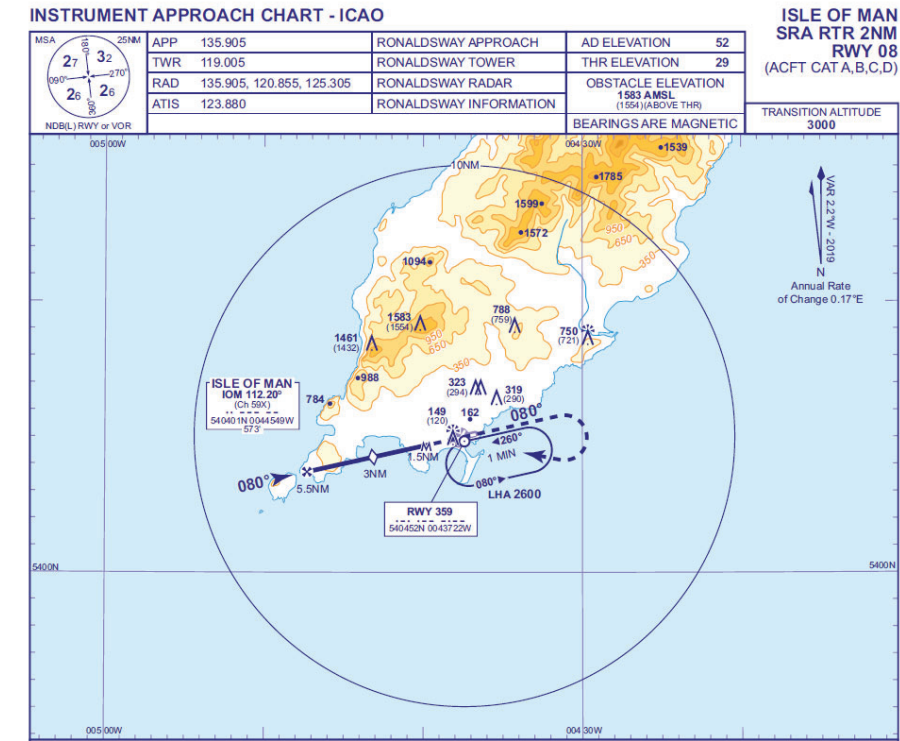 INSTRUMENT APPROACH CHART - ICAO
ISLE OF MAN
SRA RTR 2NM
RWY 08
(ACFT CAT A,B,C,D)
MSA
25NM
180°
27
32
090°
270°
26
26
360°
NDB(L) RWY or VOR
APP 135.905 RONALDSWAY APPROACH
TWR 119.005 RONALDSWAY TOWER
RAD 135.905, 120.855, 125.305 RONALDSWAY RADAR
ATIS 123.880 RONALDSWAY INFORMATION
AD ELEVATION 52
THR ELEVATION 29
OBSTACLE ELEVATION
1583 AMSL
(1554)(ABOVE THR)
BEARINGS ARE MAGNETIC
TRANSITION ALTITUDE
3000
005 00W
004 30W
10NM
1539
1785
1599
1572
950
650
350
VAR 2.2°W - 2019
N
Annual Rate
of Change 0.17°E
1094
1583
(1554)
788
(759)
750
(721)
1461
(1432)
950
650
350
988
784
323
(294)
319
(290)
149
(120)
162
ISLE OF MAN
IOM 112.20°
(Ch 59X)
540401N 0044549W
573'
080°
260°
1 MIN
1.5NM
3NM
5.5NM
080°
080°
LHA 2600
RWY 359
540452N 0043722W
5400N
5400N
005 00W
004 30W